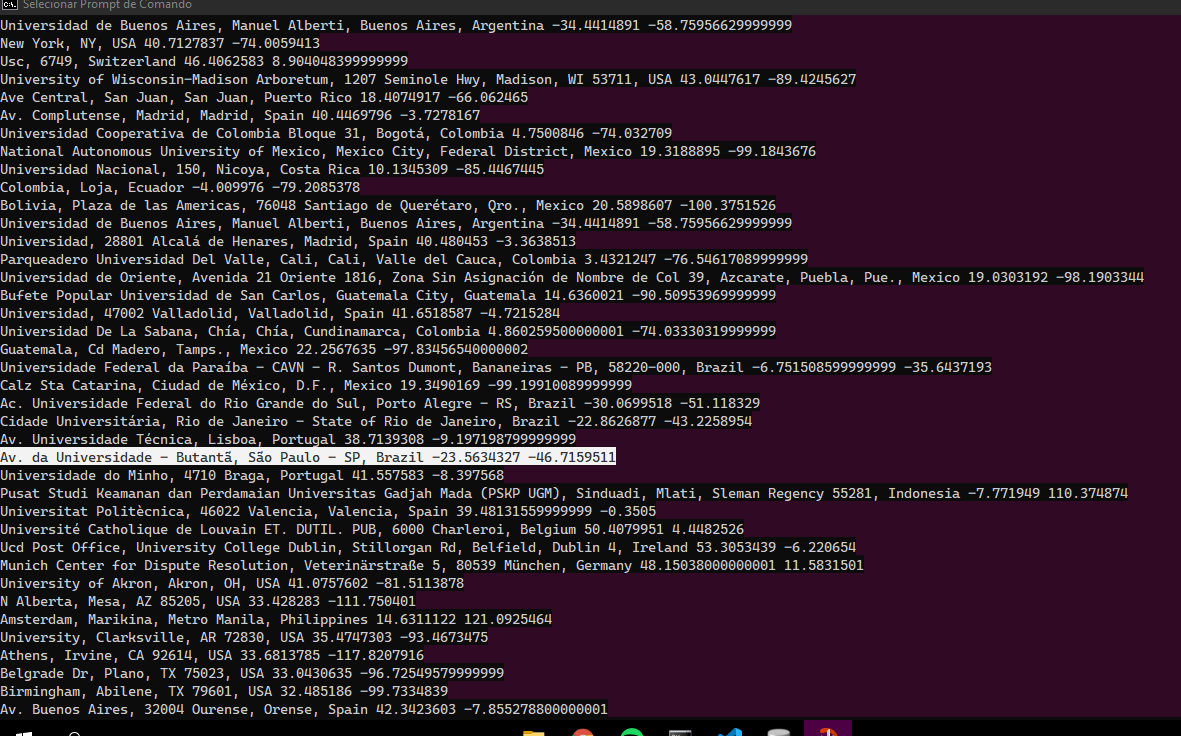 Selecionar Prompt de Comando
Universidad de Buenos Aires, Manuel Alberti, Buenos Aires, Argentina -34.4414891 -58.75956629999999
New York, NY, USA 40.7127837 -74.0059413
Usc, 6749, Switzerland 46.4062583 8.904048399999999
University of Wisconsin-Madison Arboretum, 1207 Seminole Hwy, Madison, WI 53711, USA 43.0447617 -89.4245627
Ave Central, San Juan, San Juan, Puerto Rico 18.4074917 -66.062465
Av. Complutense, Madrid, Madrid, Spain 40.4469796 -3.7278167
Universidad Cooperativa de Colombia Bloque 31, Bogotá, Colombia 4.7500846 -74.032709
National Autonomous University of Mexico, Mexico City, Federal District, Mexico 19.3188895 -99.1843676
Universidad Nacional, 150, Nicoya, Costa Rica 10.1345309 -85.4467445
Colombia, Loja, Ecuador -4.009976 -79.2085378
Bolivia, Plaza de las Americas, 76048 Santiago de Querétaro, Qro., Mexico 20.5898607 -100.3751526
Universidad de Buenos Aires, Manuel Alberti, Buenos Aires, Argentina -34.4414891 -58.75956629999999
Universidad, 28801 Alcalá de Henares, Madrid, Spain 40.480453 -3.3638513
Parqueadero Universidad Del Valle, Cali, Cali, Valle del Cauca, Colombia 3.4321247 -76.54617089999999
Universidad de Oriente, Avenida 21 Oriente 1816, Zona Sin Asignación de Nombre de Col 39, Azcarate, Puebla, Pue., Mexico 19.0303192 -98.1903344
Bufete Popular Universidad de San Carlos, Guatemala City, Guatemala 14.6360021 -90.50953969999999
Universidad, 47002 Valladolid, Valladolid, Spain 41.6518587 -4.7215284
Universidad De La Sabana, Chía, Chía, Cundinamarca, Colombia 4.860259500000001 -74.03330319999999
Guatemala, Cd Madero, Tamps., Mexico 22.2567635 -97.83456540000002
Universidade Federal da Paraíba - CAVN - R. Santos Dumont, Bananeiras - PB, 58220-000, Brazil -6.751508599999999 -35.6437193
Calz Sta Catarina, Ciudad de México, D.F., Mexico 19.3490169 -99.19910089999999
Ac. Universidade Federal do Rio Grande do Sul, Porto Alegre - RS, Brazil -30.0699518 -51.118329
Cidade Universitária, Rio de Janeiro - State of Rio de Janeiro, Brazil -22.8626877 -43.2258954
Av. Universidade Técnica, Lisboa, Portugal 38.7139308 -9.197198799999999
Av. da Universidade - Butantã, São Paulo - SP, Brazil -23.5634327 -46.7159511
Universidade do Minho, 4710 Braga, Portugal 41.557583 -8.397568
Pusat Studi Keamanan dan Perdamaian Universitas Gadjah Mada (PSKP UGM), Sinduadi, Mlati, Sleman Regency 55281, Indonesia -7.771949 110.374874
Universitat Politècnica, 46022 Valencia, Valencia, Spain 39.48131559999999 -0.3505
Université Catholique de Louvain ET. DUTIL. PUB, 6000 Charleroi, Belgium 50.4079951 4.4482526
Ucd Post Office, University College Dublin, Stillorgan Rd, Belfield, Dublin 4, Ireland 53.3053439 -6.220654
Munich Center for Dispute Resolution, Veterinärstraße 5, 80539 München, Germany 48.15038000000001 11.5831501
University of Akron, Akron, OH, USA 41.0757602 -81.5113878
N Alberta, Mesa, AZ 85205, USA 33.428283 -111.750401
Amsterdam, Marikina, Metro Manila, Philippines 14.6311122 121.0925464
University, Clarksville, AR 72830, USA 35.4747303 -93.4673475
Athens, Irvine, CA 92614, USA 33.6813785 -117.8207916
Belgrade Dr, Plano, TX 75023, USA 33.0430635 -96.72549579999999
Birmingham, Abilene, TX 79601, USA 32.485186 -99.7334839
Av. Buenos Aires, 32004 Ourense, Orense, Spain 42.3423603 -7.855278800000001